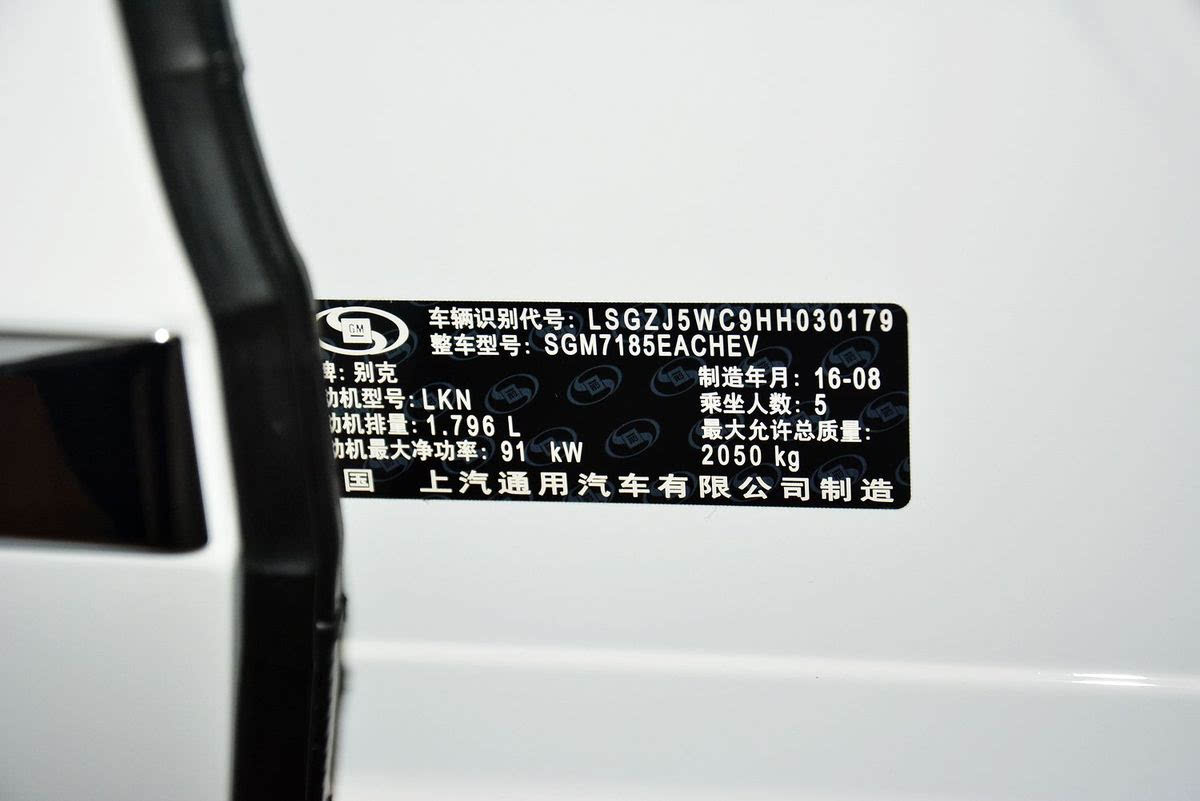 GM
车辆识别代号: LSGZJ5WC9HH030179
整车型号: SGM7185EACHEV
牌: 别克
制造年月: 16-08
动机型号: LKN
乘坐人数: 5
动机排量: 1.796 L
最大允许总质量:
动机最大净功率: 91 kW
2050 kg
国 上汽通用汽车有限公司制造